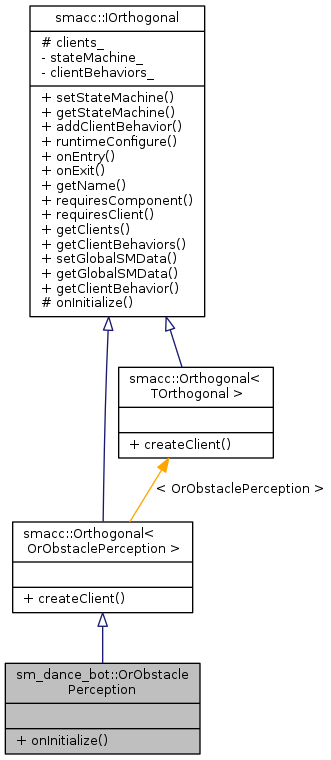 smacc::IOrthogonal
# clients_
- stateMachine_
- clientBehaviors_
+ setStateMachine()
+ getStateMachine()
+ addClientBehavior()
+ runtimeConfigure()
+ onEntry()
+ onExit()
+ getName()
+ requiresComponent()
+ requiresClient()
+ getClients()
+ getClientBehaviors()
+ setGlobalSMData()
+ getGlobalSMData()
+ getClientBehavior()
# onInitialize()
smacc::Orthogonal<
TOrthogonal >
+ createClient()
< OrObstaclePerception >
smacc::Orthogonal<
OrObstaclePerception >
+ createClient()
sm_dance_bot::OrObstacle
Perception
+ onInitialize()